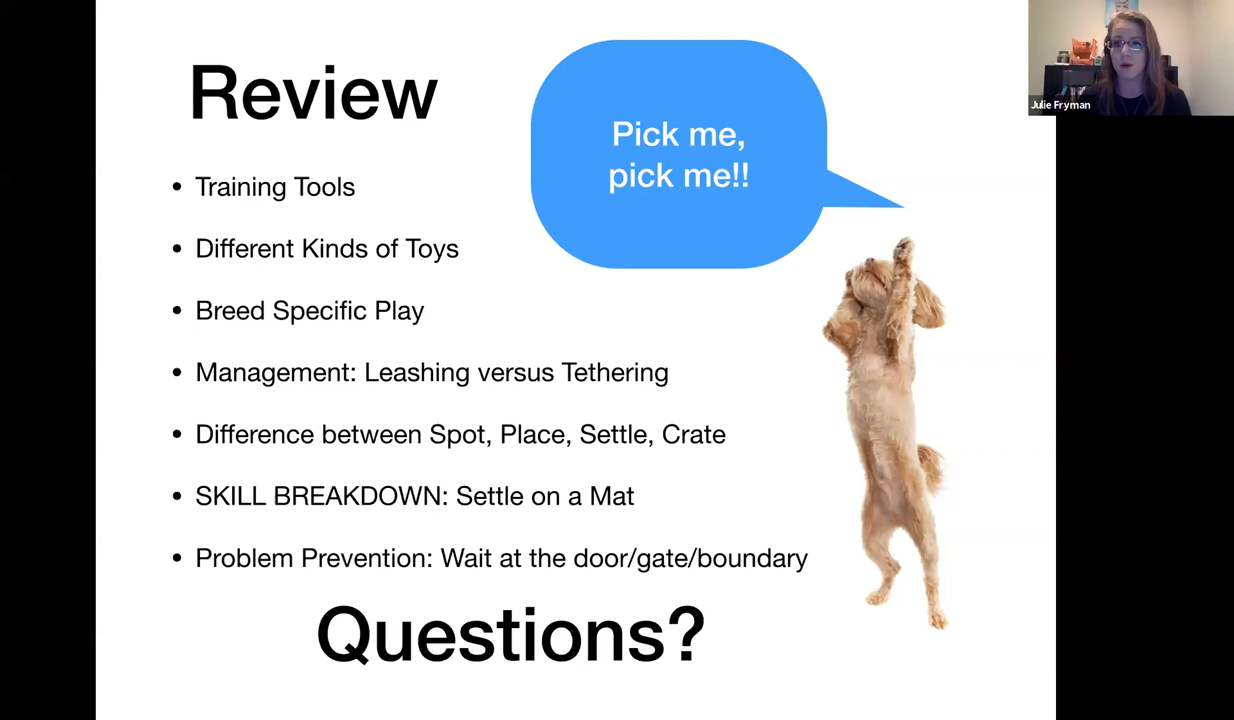 Review
Pick me,
pick me!!
• Training Tools
• Different Kinds of Toys
• Breed Specific Play
• Management: Leashing versus Tethering
• Difference between Spot, Place, Settle, Crate
• SKILL BREAKDOWN: Settle on a Mat
• Problem Prevention: Wait at the door/gate/boundary
Questions?
Julie Fryman